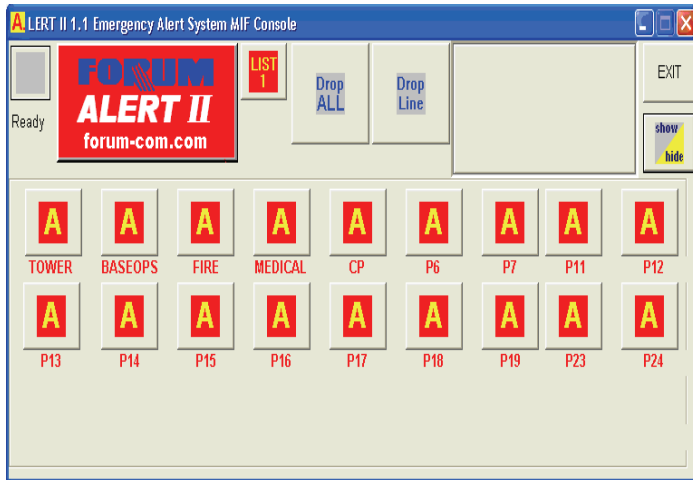 A. LERT II 1.1 Emergency Alert System MIF Console
Ready
FORUM
ALERT II
forum-com.com
LIST
1
Drop
ALL
Drop
Line
EXIT
show
hide
A A A A A A A A A
TOWER BASEOPS FIRE MEDICAL CP P6 P7 P11 P12
A A A A A A A A A
P13 P14 P15 P16 P17 P18 P19 P23 P24